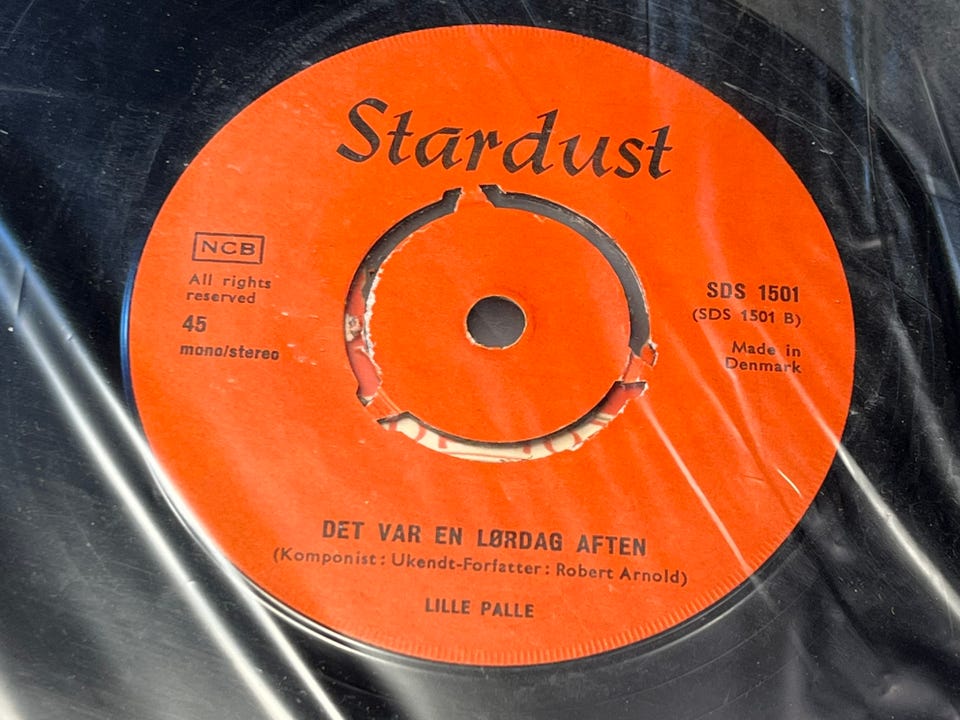 Stardust
NCB
All rights
reserved
45
mono/stereo
SDS 1501
(SDS 1501 B)
Made in
Denmark
DET VAR EN LØRDAG AFTEN
(Komponist: Ukendt-Forfatter: Robert Arnold)
LILLE PALLE